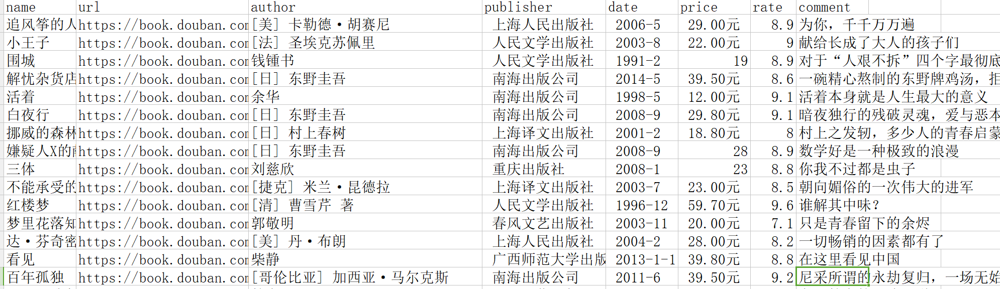 name url author publisher date price rate comment
追风筝的人 https://book.douban.com [美] 卡勒德·胡赛尼 上海人民出版社 2006-5 29.00元 8.9 为你，千千万万遍
小王子 https://book.douban.com [法] 圣埃克苏佩里 人民文学出版社 2003-8 22.00元 9 献给长成了大人的孩子们
围城 https://book.douban.com 钱锺书 人民文学出版社 1991-2 19 8.9 对于“人艰不拆”四个字最彻底
解忧杂货店 https://book.douban.com [日] 东野圭吾 南海出版公司 2014-5 39.50元 8.6 一碗精心熬制的东野牌鸡汤，拒
活着 https://book.douban.com 余华 南海出版公司 1998-5 12.00元 9.1 活着本身就是人生最大的意义
白夜行 https://book.douban.com [日] 东野圭吾 南海出版公司 2008-9 29.80元 9.1 暗夜独行的残破灵魂，爱与恶本
挪威的森林 https://book.douban.com [日] 村上春树 上海译文出版社 2001-2 18.80元 8 村上之发轫，多少人的青春启蒙
嫌疑人X的 https://book.douban.com [日] 东野圭吾 南海出版公司 2008-9 28 8.9 数学好是一种极致的浪漫
三体 https://book.douban.com 刘慈欣 重庆出版社 2008-1 23 8.8 你我不过都是虫子
不能承受的 https://book.douban.com [捷克] 米兰·昆德拉 上海译文出版社 2003-7 23.00元 8.5 朝向媚俗的一次伟大的进军
红楼梦 https://book.douban.com [清] 曹雪芹 著 人民文学出版社 1996-12 59.70元 9.6 谁解其中味？
梦里花落知 https://book.douban.com 郭敬明 春风文艺出版社 2003-11 20.00元 7.1 只是青春留下的余烬
达·芬奇密 https://book.douban.com [美] 丹·布朗 上海人民出版社 2004-2 28.00元 8.2 一切畅销的因素都有了
看见 https://book.douban.com 柴静 广西师范大学出版 2013-1-1 39.80元 8.8 在这里看见中国
百年孤独 https://book.douban.com [哥伦比亚] 加西亚·马尔克斯 南海出版公司 2011-6 39.50元 9.2 尼采所谓的永劫复归，一场无始